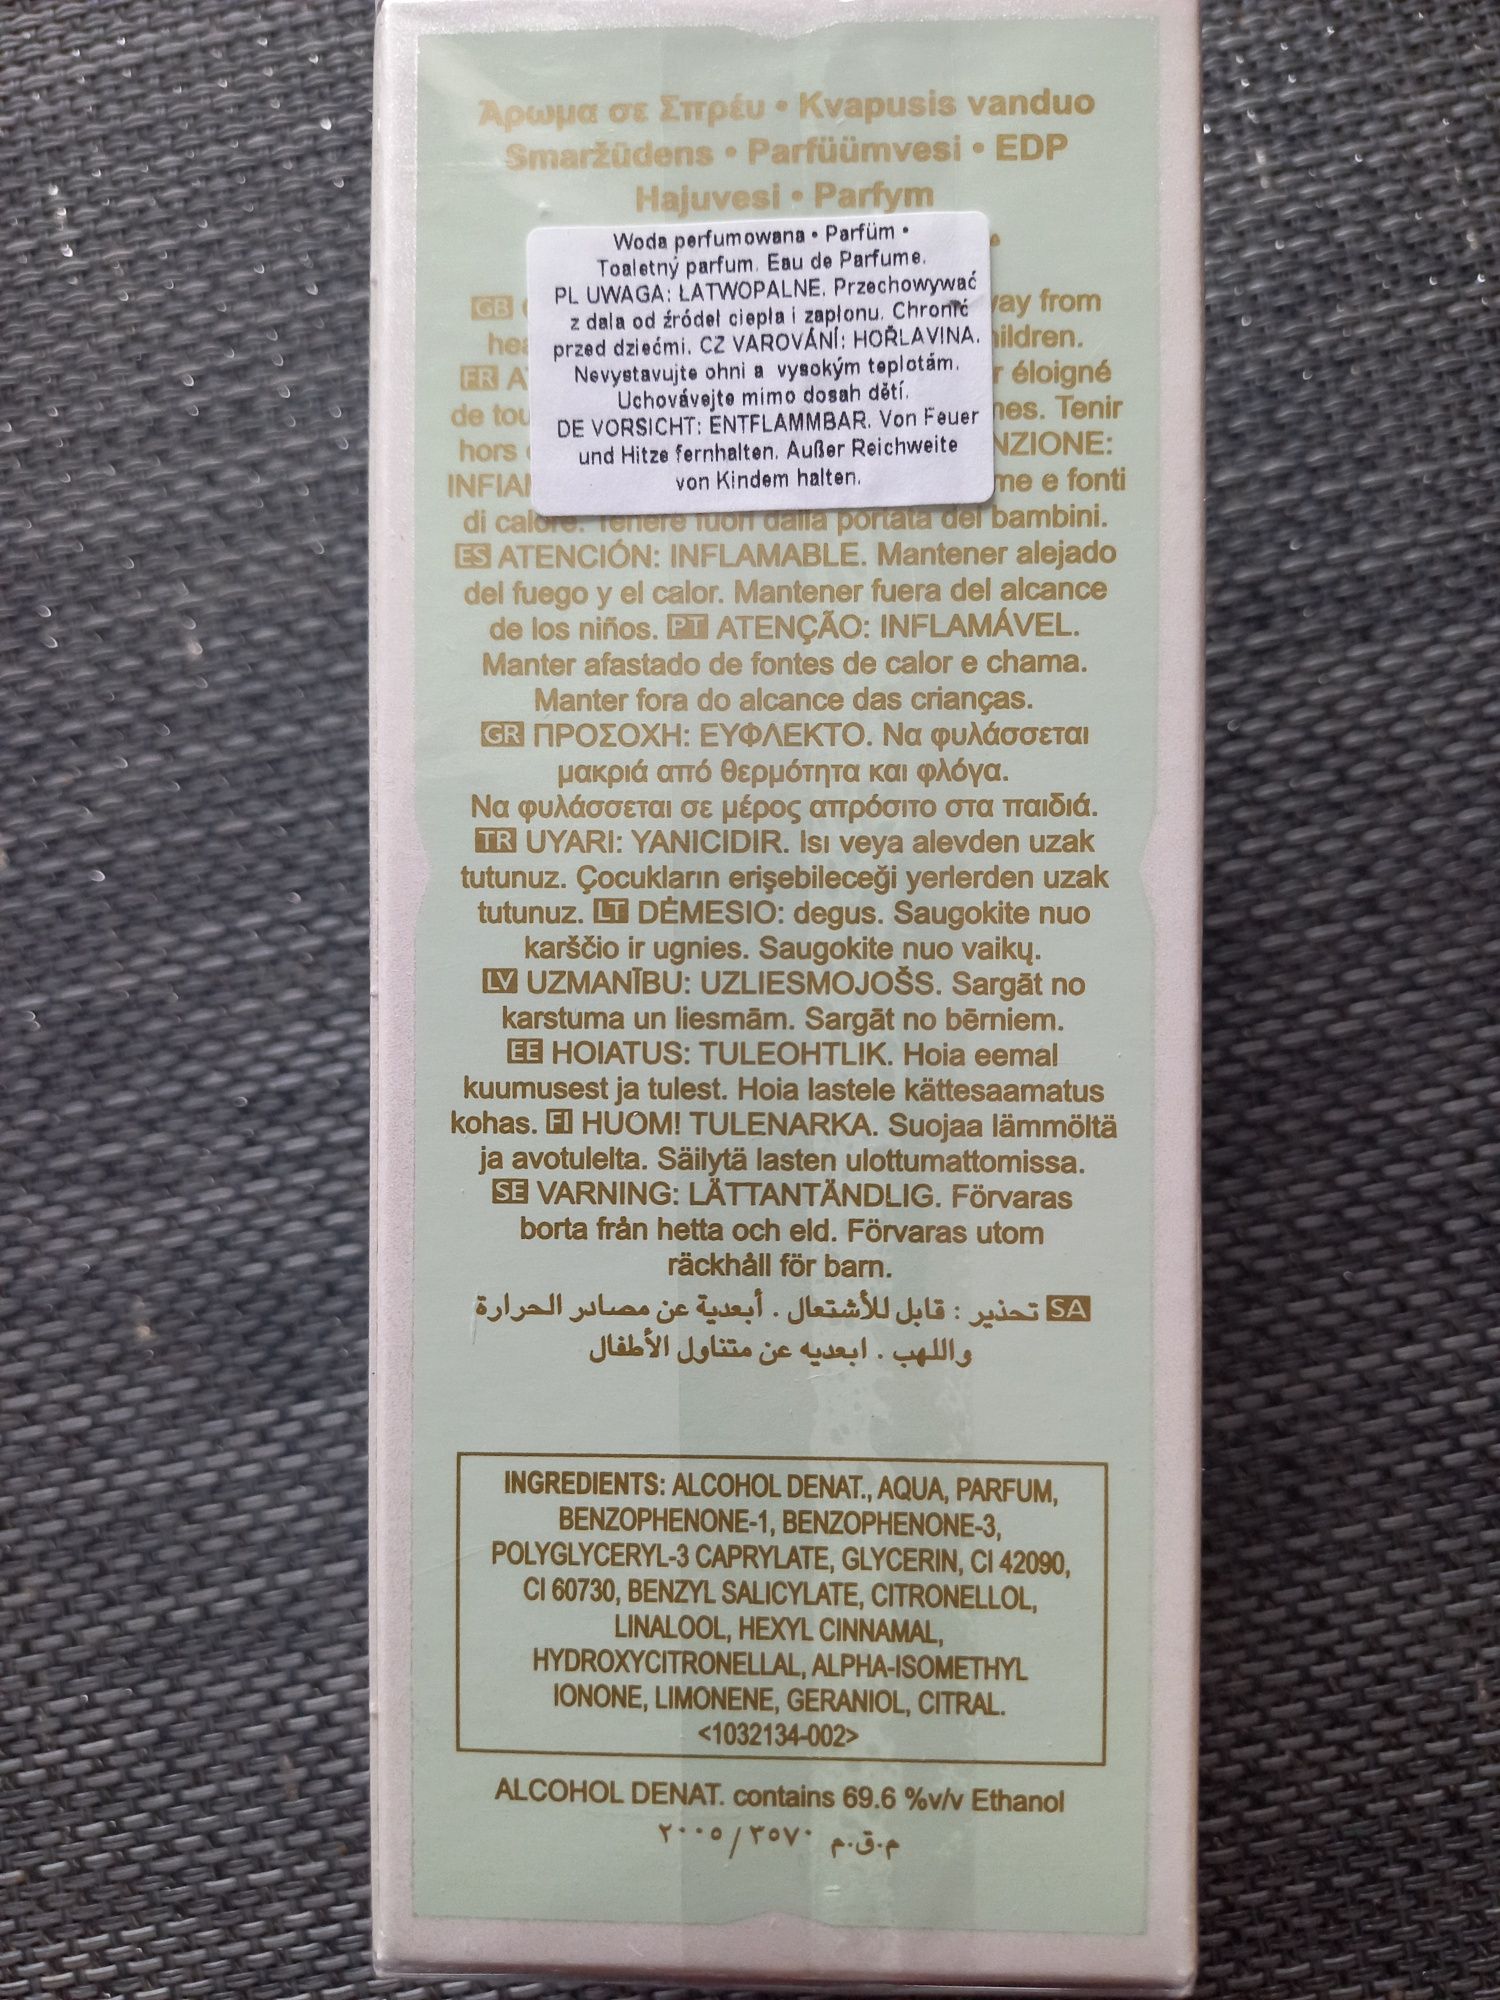 Άρωμα σε Σπρέυ • Kvapusis vanduo
Smaržūdens • Parfüümvesi • EDP
Hajuvesi • Parfym
Woda perfumowana • Parfüm •
Toaletný parfum. Eau de Parfume.
PL UWAGA: ŁATWOPALNE. Przechowywać
z dala od źródeł ciepła i zapłonu. Chronić
przed dziećmi. CZ VAROVÁNÍ: HOŘLAVINA.
Nevystavujte ohni a vysokým teplotám.
Uchovávejte mimo dosah dětí.
DE VORSICHT: ENTFLAMMBAR. Von Feuer
und Hitze fernhalten. Außer Reichweite
von Kindem halten.
GB from
FR éloigné
de Tenir
hors
e fonti
di portata dei bambini.
ES ATENCIÓN: INFLAMABLE. Mantener alejado
del fuego y el calor. Mantener fuera del alcance
de los niños. PT ATENÇÃO: INFLAMÁVEL.
Manter afastado de fontes de calor e chama.
Manter fora do alcance das crianças.
GR ΠΡΟΣΟΧΗ: ΕΥΦΛΕΚΤΟ. Να φυλάσσεται
μακριά από θερμότητα και φλόγα.
Να φυλάσσεται σε μέρος απρόσιτο στα παιδιά.
TR UYARI: YANICIDIR. Isı veya alevden uzak
tutunuz. Çocukların erişebileceği yerlerden uzak
tutunuz. LT DĖMESIO: degus. Saugokite nuo
karščio ir ugnies. Saugokite nuo vaikų.
LV UZMANĪBU: UZLIESMOJOŠS. Sargāt no
karstuma un liesmām. Sargāt no bērniem.
EE HOIATUS: TULEOHTLIK. Hoia eemal
kuumusest ja tulest. Hoia lastele kättesaamatus
kohas. FI HUOM! TULENARKA. Suojaa lämmöltä
ja avotulelta. Säilytä lasten ulottumattomissa.
SE VARNING: LÄTTANTÄNDLIG. Förvaras
borta från hetta och eld. Förvaras utom
räckhåll för barn.
SA تحذير : قابل للأشتعال . أبعدية عن مصادر الحرارة
واللهب . ابعديه عن متناول الأطفال
INGREDIENTS: ALCOHOL DENAT., AQUA, PARFUM,
BENZOPHENONE-1, BENZOPHENONE-3,
POLYGLYCERYL-3 CAPRYLATE, GLYCERIN, CI 42090,
CI 60730, BENZYL SALICYLATE, CITRONELLOL,
LINALOOL, HEXYL CINNAMAL,
HYDROXYCITRONELLAL, ALPHA-ISOMETHYL
IONONE, LIMONENE, GERANIOL, CITRAL.
<1032134-002>
ALCOHOL DENAT. contains 69.6 %v/v Ethanol
م.ق.م ٢٠٠٥/٣٥٧٠